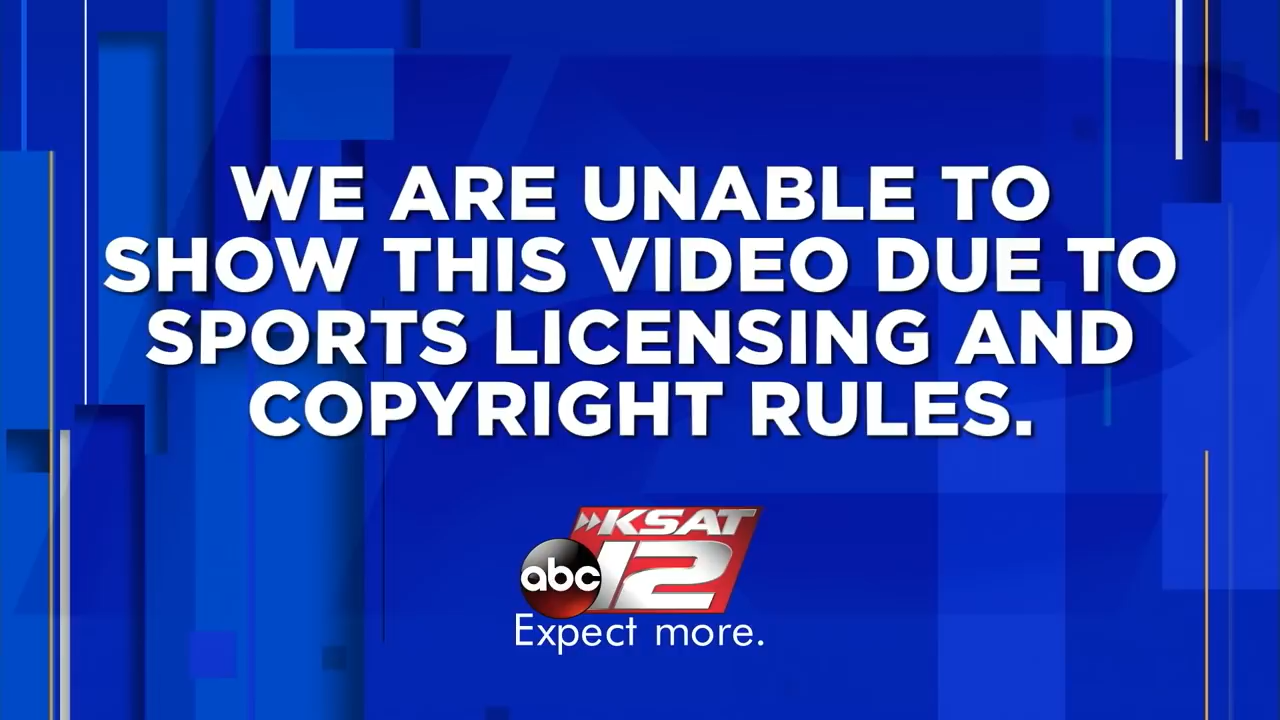 WE ARE UNABLE TO
SHOW THIS VIDEO DUE TO
SPORTS LICENSING AND
COPYRIGHT RULES.
KSAT
abc 12
Expect more.